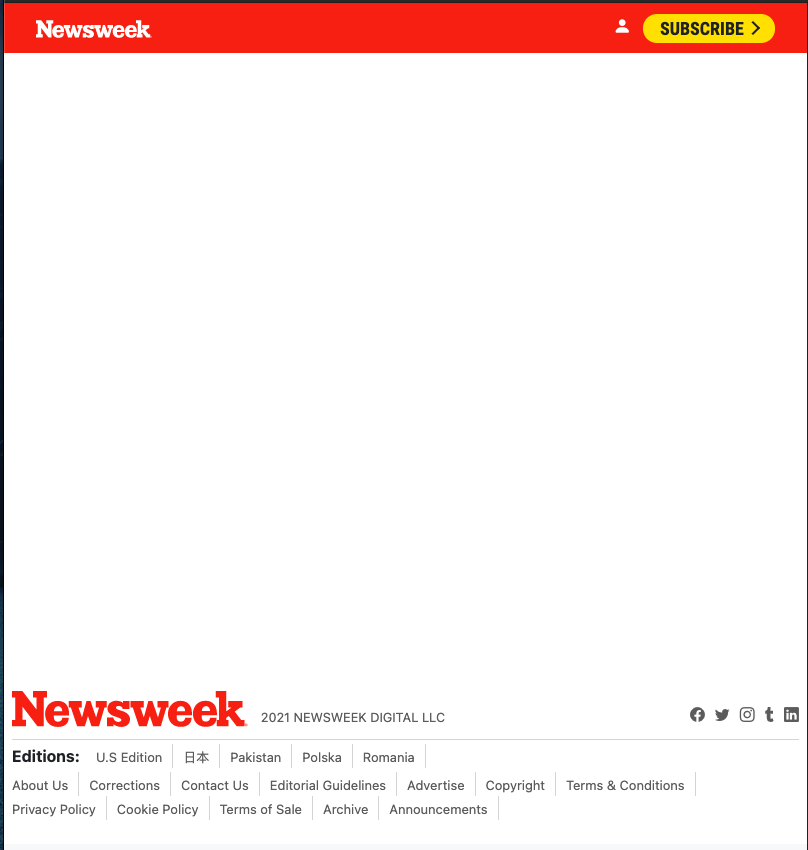 Newsweek
SUBSCRIBE
Newsweek 2021 NEWSWEEK DIGITAL LLC
Editions: U.S Edition 日本 Pakistan Polska Romania
About Us Corrections Contact Us Editorial Guidelines Advertise Copyright Terms & Conditions
Privacy Policy Cookie Policy Terms of Sale Archive Announcements